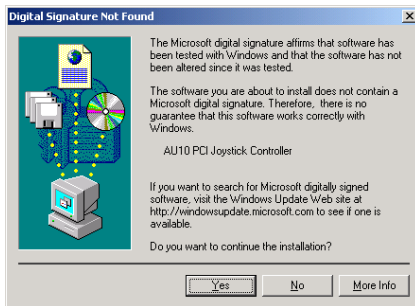 Digital Signature Not Found
The Microsoft digital signature affirms that software has
been tested with Windows and that the software has not
been altered since it was tested.
The software you are about to install does not contain a
Microsoft digital signature. Therefore, there is no
guarantee that this software works correctly with
Windows.
AU10 PCI Joystick Controller
If you want to search for Microsoft digitally signed
software, visit the Windows Update Web site at
http://windowsupdate.microsoft.com to see if one is
available.
Do you want to continue the installation?
Yes No More Info